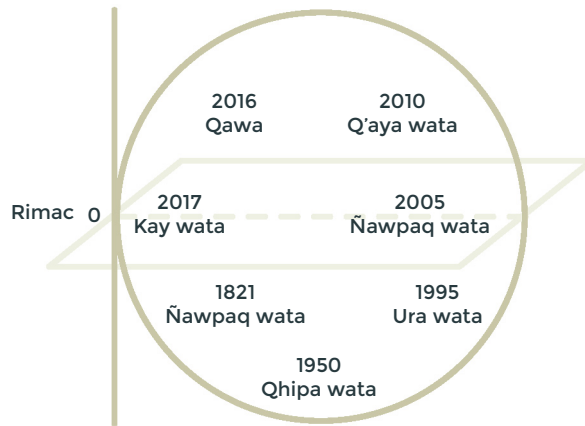 2016
Qawa
2010
Q'aya wata
Rimac 0
2017
Kay wata
2005
Ñawpaq wata
1821
Ñawpaq wata
1995
Ura wata
1950
Qhipa wata